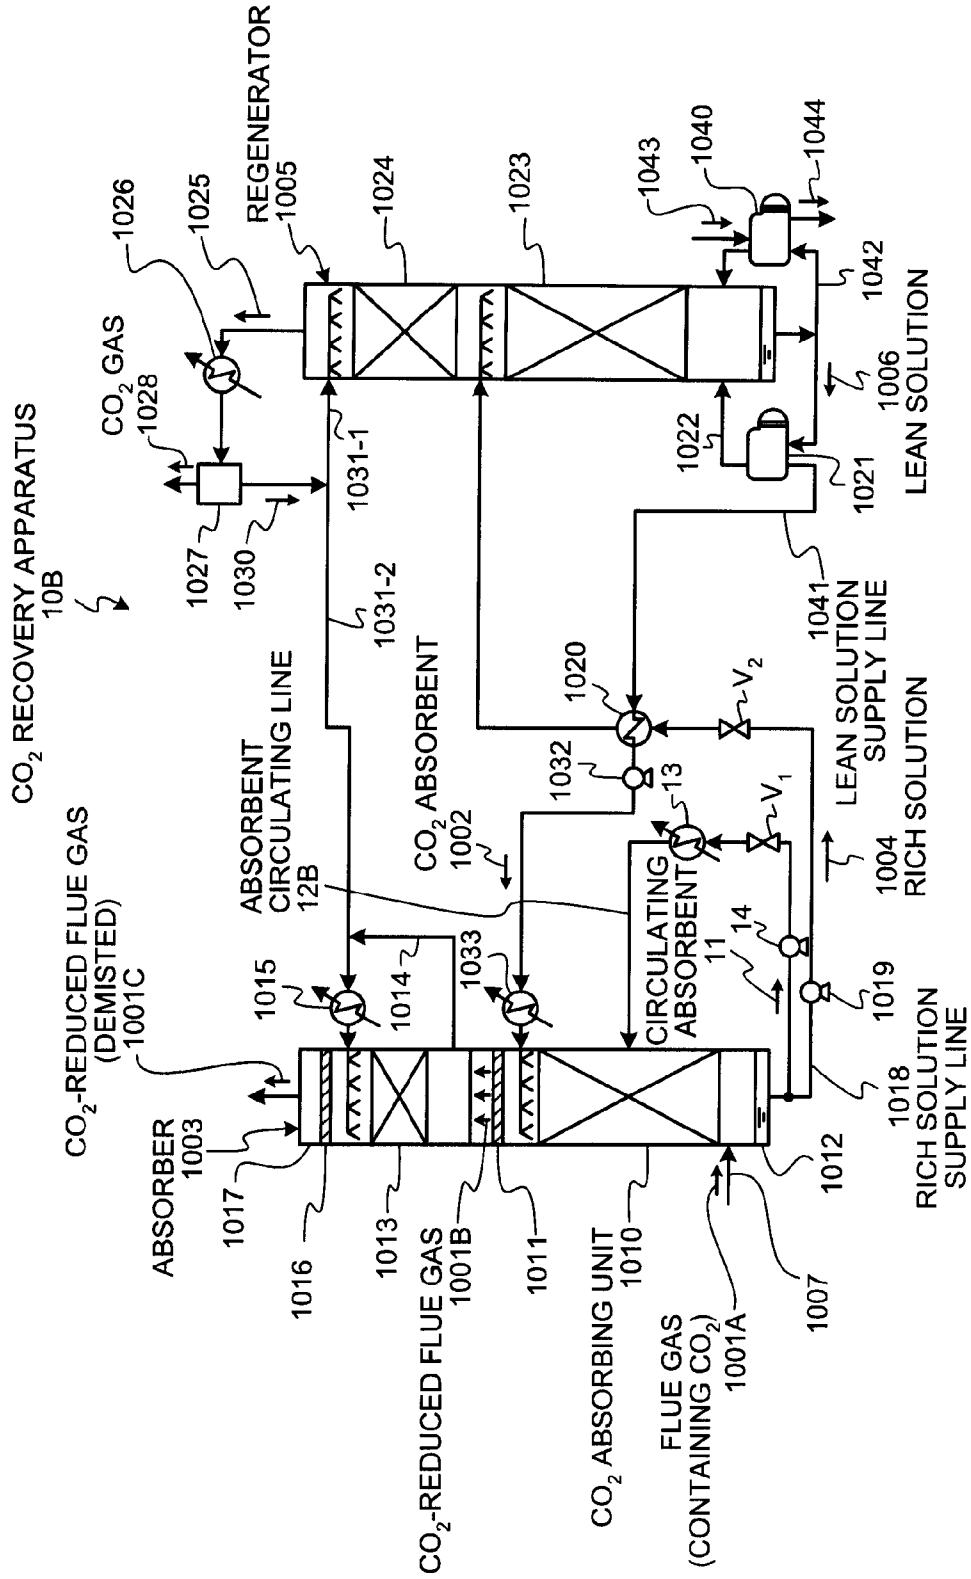 CO2 RECOVERY APPARATUS
10B
CO2-REDUCED FLUE GAS
(DEMISTED)
1001C
ABSORBER
1003
1017
1016
1013
CO2-REDUCED FLUE GAS
1001B
1011
CO2 ABSORBING UNIT
1010
FLUE GAS
(CONTAINING CO2)
1001A
1007
1012
1015
1014
1033
ABSORBENT
CIRCULATING LINE
12B
CO2 ABSORBENT
1002
CIRCULATING
ABSORBENT
11
14
13
V1
1019
1018
RICH SOLUTION
SUPPLY LINE
1004
RICH SOLUTION
1032
1020
V2
1041
LEAN SOLUTION
SUPPLY LINE
CO2 GAS
1028
1027
1030
1031-1
1031-2
1026
1025
REGENERATOR
1005
1024
1023
1022
1021
1006
LEAN SOLUTION
1042
1043
1040
1044